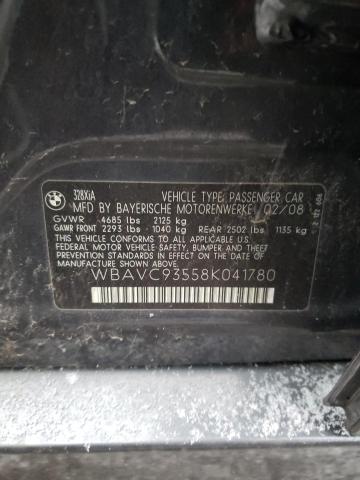 BMW
328XiA
VEHICLE TYPE: PASSENGER CAR
MFD BY BAYERISCHE MOTORENWERKE 02/08
GVWR 4685 lbs 2125 kg
GAWR FRONT 2293 lbs - 1040 kg REAR 2502 lbs 1135 kg
THIS VEHICLE CONFORMS TO ALL APPLICABLE
FEDERAL MOTOR VEHICLE SAFETY, BUMPER AND THEFT
PREVENTION STANDARDS IN EFFECT ON THE DATE OF
MANUFACTURE SHOWN ABOVE
WBAVC93558K041780